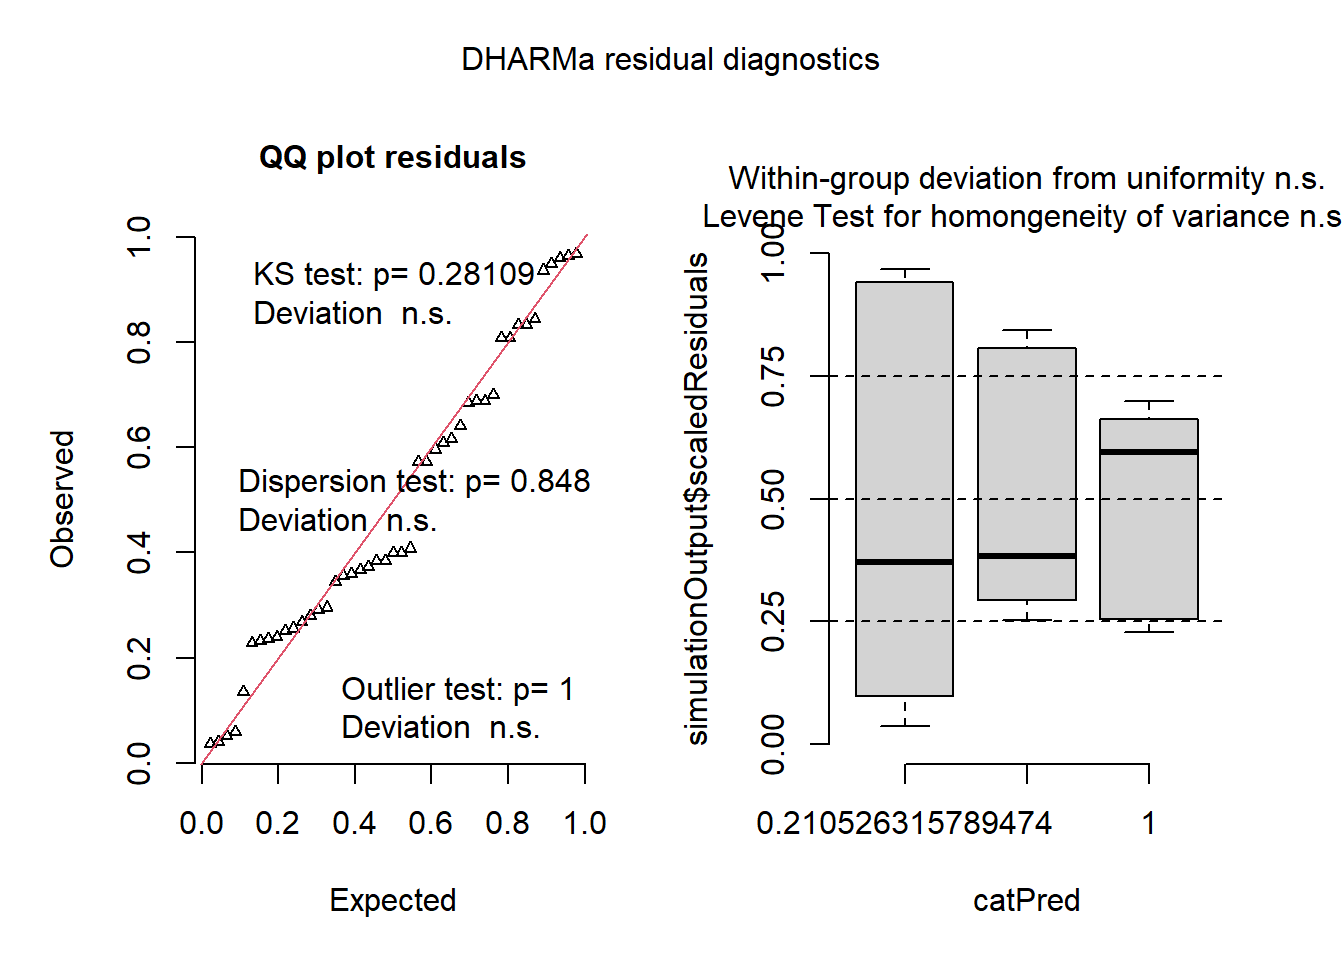 DHARMa residual diagnostics
QQ plot residuals
KS test: p= 0.28109
Deviation  n.s.
Dispersion test: p= 0.848
Deviation  n.s.
Outlier test: p= 1
Deviation  n.s.
Observed
0.0 0.2 0.4 0.6 0.8 1.0
0.0 0.2 0.4 0.6 0.8 1.0
Expected
Within-group deviation from uniformity n.s.
Levene Test for homongeneity of variance n.s
simulationOutput$scaledResiduals
0.00 0.25 0.50 0.75 1.00
0.210526315789474 1
catPred